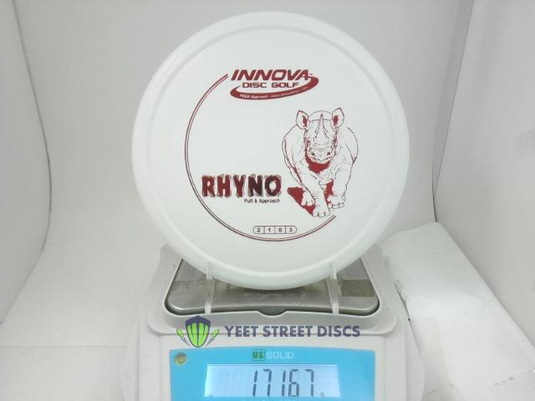 INNOVA
DISC GOLF
RHYNO
Putt & Approach
2 1 0 3
YEET STREET DISCS
US SOLID
171.67